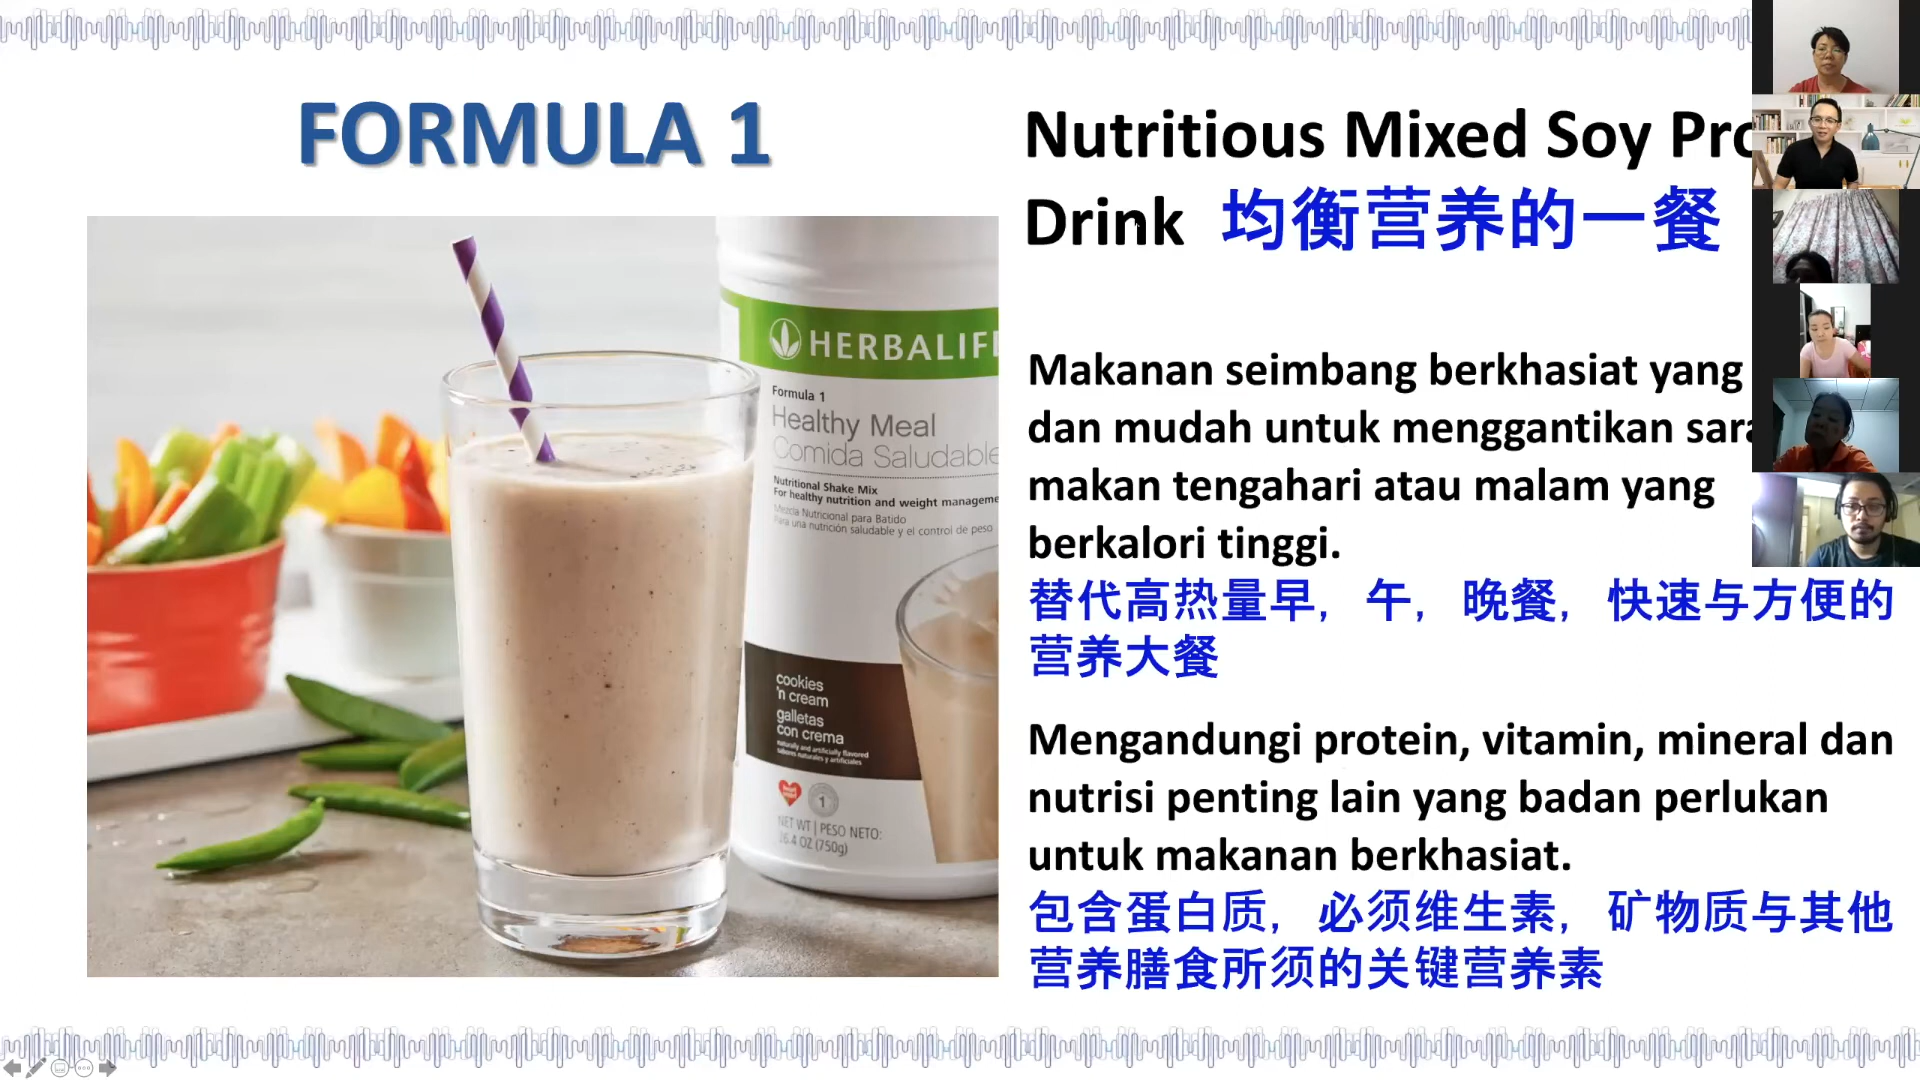 FORMULA 1
Nutritious Mixed Soy
Drink 均衡营养的一餐
Makanan seimbang berkhasiat yang
dan mudah untuk menggantikan
makan tengahari atau malam yang
berkalori tinggi.
替代高热量早, 午, 晚餐, 快速与方便的
营养大餐
Mengandungi protein, vitamin, mineral dan
nutrisi penting lain yang badan perlukan
untuk makanan berkhasiat.
包含蛋白质, 必须维生素, 矿物质与其他
营养膳食所须的关键营养素
HERBALIF
Formula 1
Healthy Meal
Comida Saludable
Nutritional Shake Mix
For healthy nutrition and weight manageme
Mezcla Nutricional para Batido
Para una nutrición saludable y el control de peso
cookies
'n cream
galletas
con crema
naturally and artificially flavored
sabores naturales y artificiales
1
NET WT | PESO NETO:
26.4 OZ (750g)